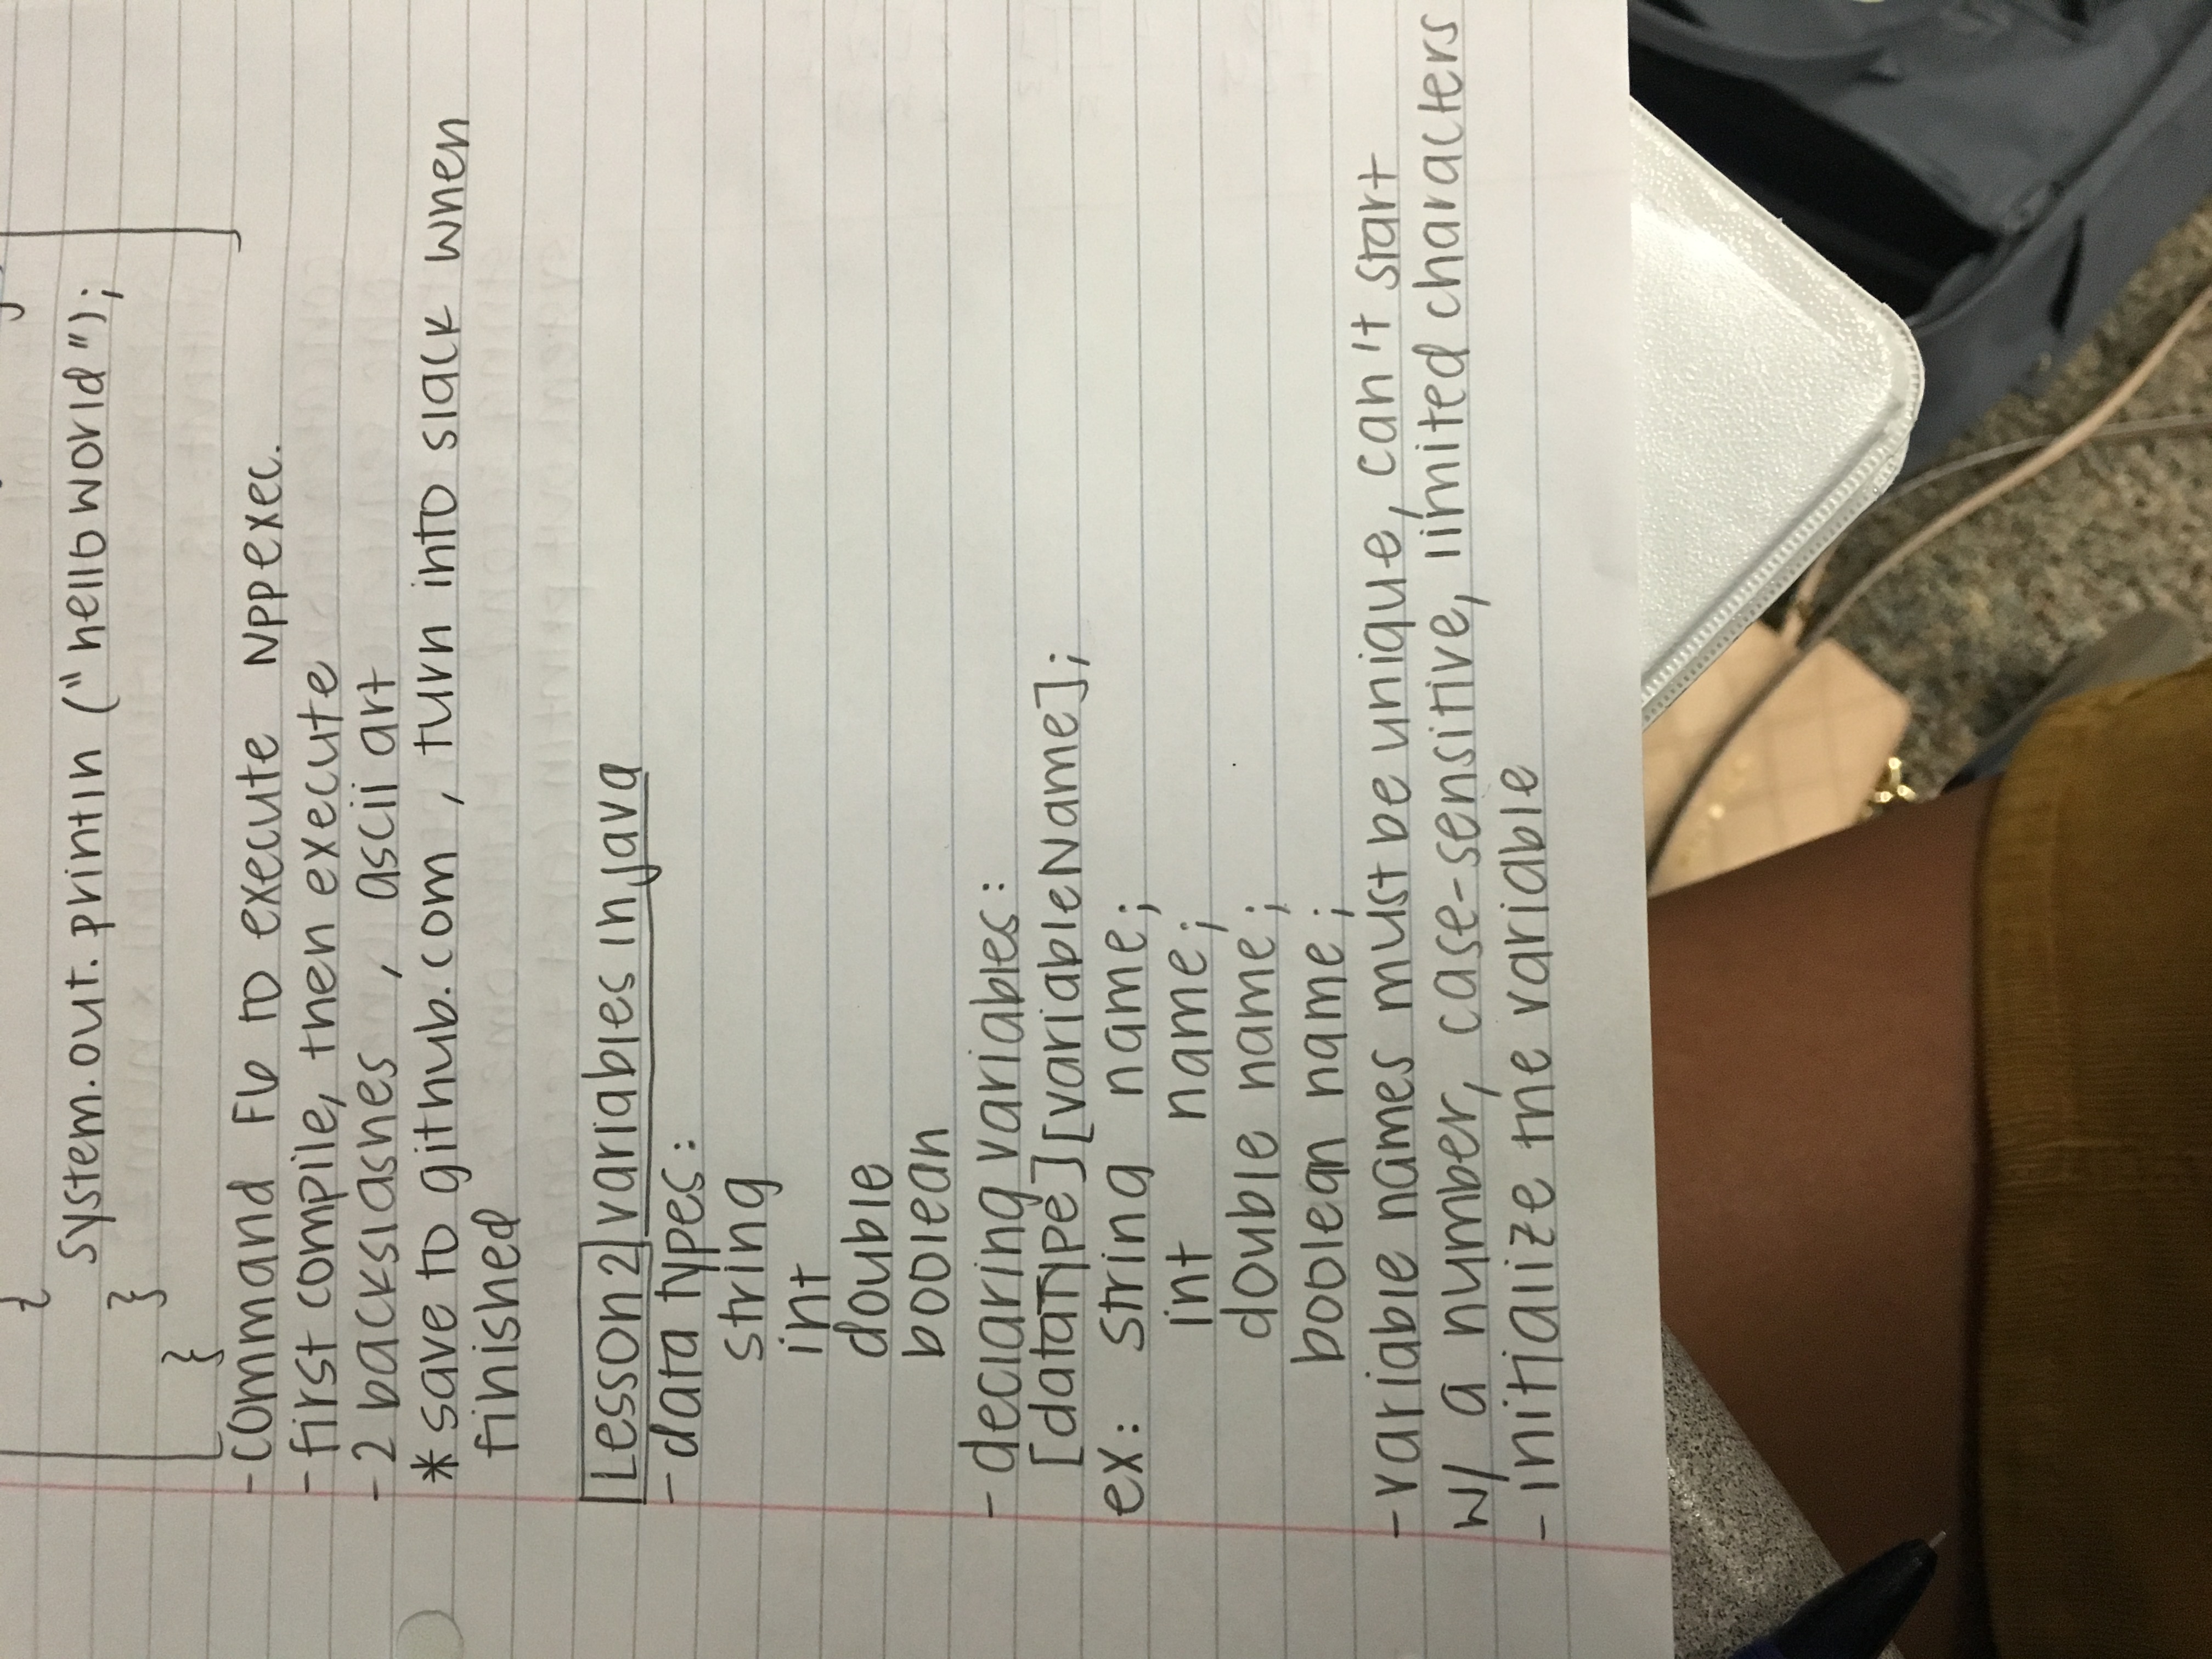 {
system.out.println ("hello world");
}
}
-command F6 to execute Nppexec.
-first compile, then execute
-2 backslashes , ascii art
* save to github.com , turn into slack when
finished
Lesson 2 variables in java
-data types:
string
int
double
boolean
-declaring variables:
[dataType][variableName];
ex: string name;
int name;
double name;
boolean name;
-variable names must be unique, can't start
w/ a number, case-sensitive, limited characters
-initialize the variable